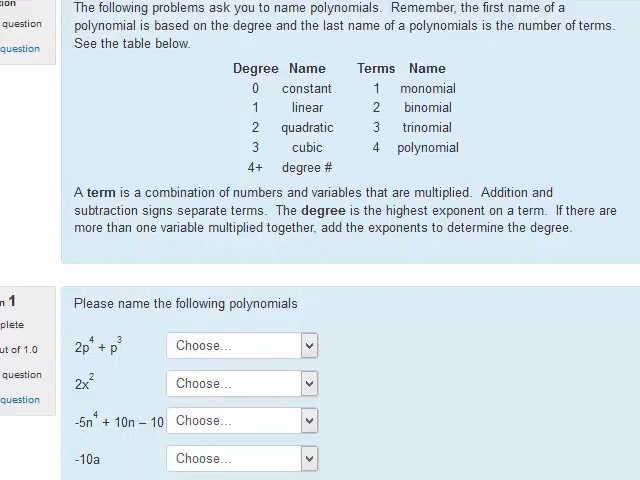 The following problems ask you to name polynomials. Remember, the first name of a
polynomial is based on the degree and the last name of a polynomials is the number of terms.
See the table below.
Degree Name Terms Name
0 constant 1 monomial
1 linear 2 binomial
2 quadratic 3 trinomial
3 cubic 4 polynomial
4+ degree #
A term is a combination of numbers and variables that are multiplied. Addition and
subtraction signs separate terms. The degree is the highest exponent on a term. If there are
more than one variable multiplied together, add the exponents to determine the degree.
question
question
n 1
plete
ut of 1.0
question
question
Please name the following polynomials
2p⁴ + p³ Choose...
2x² Choose...
-5n⁴ + 10n – 10 Choose...
-10a Choose...